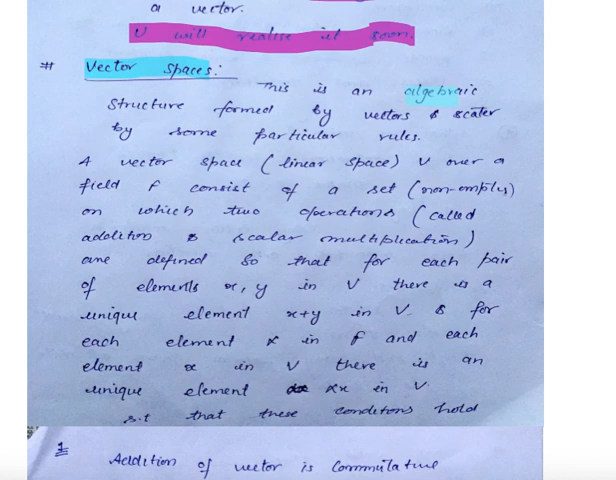 a vector.
U will realise it soon.
# Vector Spaces:
This is an algebraic
structure formed by vectors & scaler
by some particular rules.
A vector space (linear space) V over a
field F consist of a set (non-empty)
on which two operations (called
addition & scalar multiplication)
are defined so that for each pair
of elements x, y in V there is a
unique element x+y in V & for
each element α in F and each
element x in V there is an
unique element αx in V.
s.t that these conditions hold
1 Addition of vector is commutative